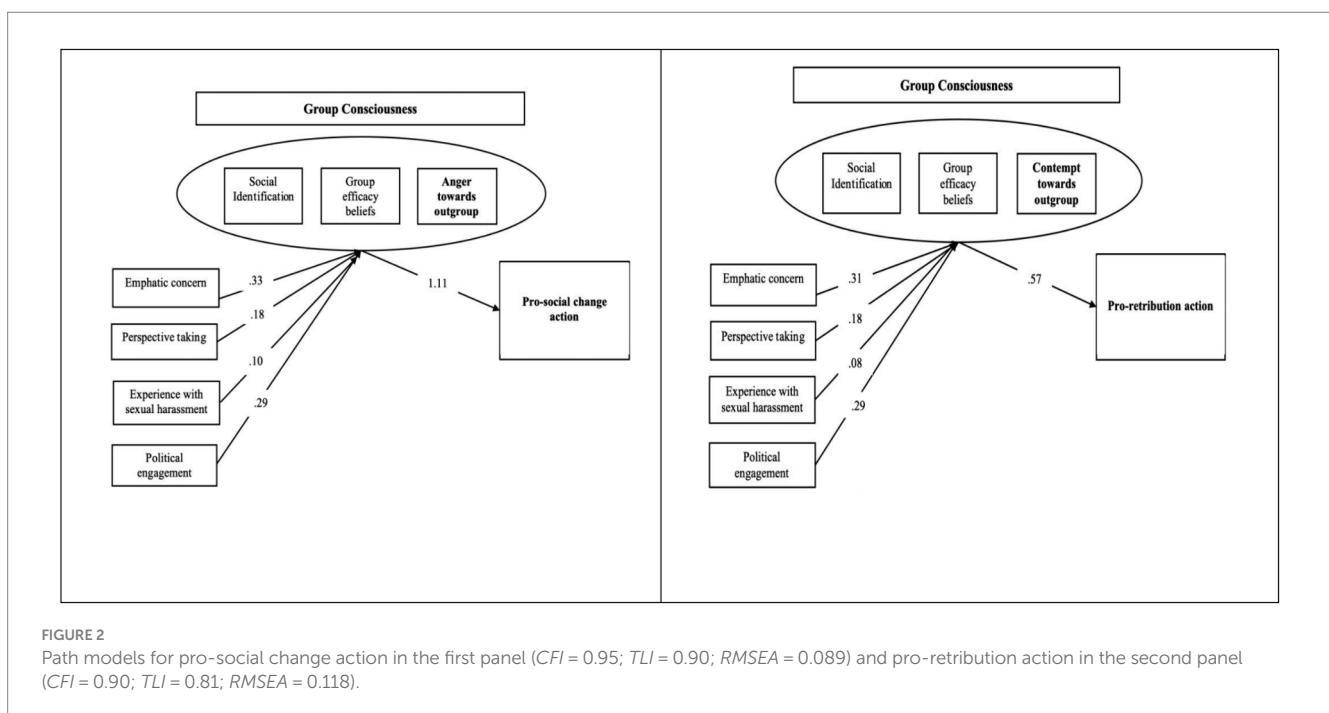 Group Consciousness
Social
Identification
Group
efficacy
beliefs
Anger
towards
outgroup
Emphatic concern
Perspective taking
Experience with
sexual harassment
Political
engagement
.33
.18
.10
.29
1.11
Pro-social change
action
Group Consciousness
Social
Identification
Group
efficacy
beliefs
Contempt
towards
outgroup
Emphatic concern
Perspective taking
Experience with
sexual harassment
Political
engagement
.31
.18
.08
.29
.57
Pro-retribution action
FIGURE 2
Path models for pro-social change action in the first panel (CFI = 0.95; TLI = 0.90; RMSEA = 0.089) and pro-retribution action in the second panel
(CFI = 0.90; TLI = 0.81; RMSEA = 0.118).